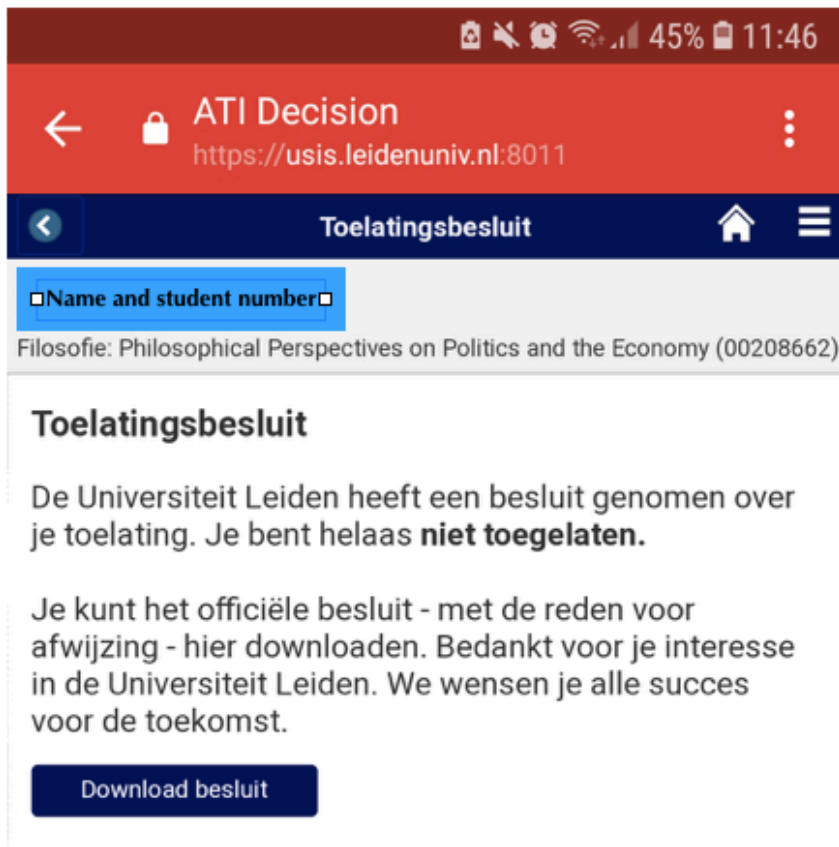 45% 11:46
ATI Decision
https://usis.leidenuniv.nl:8011
Toelatingsbesluit
Name and student number
Filosofie: Philosophical Perspectives on Politics and the Economy (00208662)
Toelatingsbesluit
De Universiteit Leiden heeft een besluit genomen over
je toelating. Je bent helaas niet toegelaten.
Je kunt het officiële besluit - met de reden voor
afwijzing - hier downloaden. Bedankt voor je interesse
in de Universiteit Leiden. We wensen je alle succes
voor de toekomst.
Download besluit